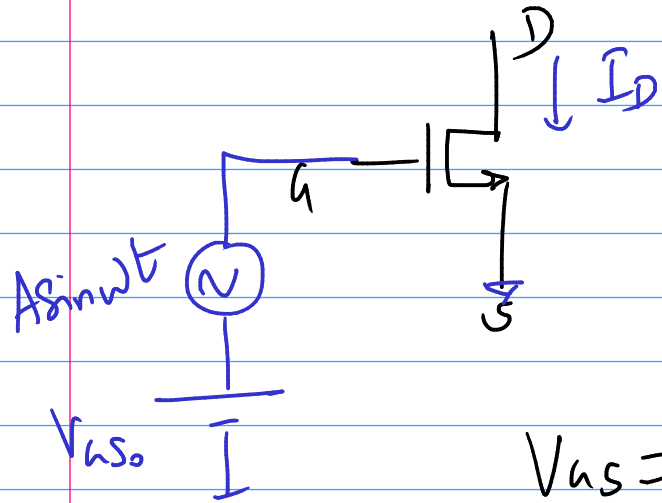 D
I_D
G
Asinωt
S
V_GS₀
V_GS =